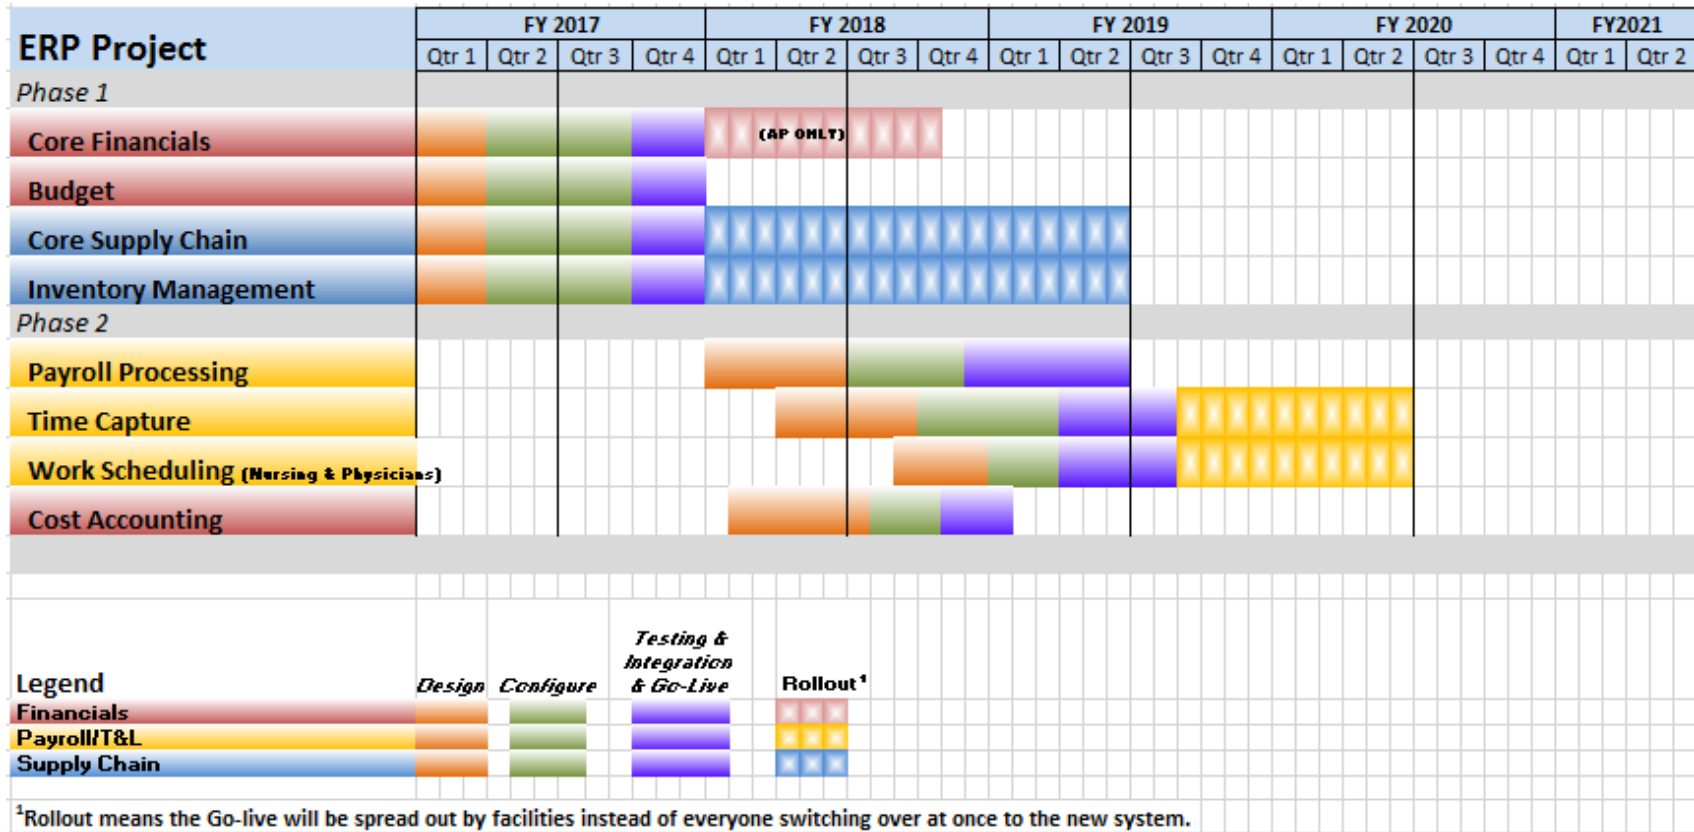 ERP Project
FY 2017 FY 2018 FY 2019 FY 2020 FY2021
Qtr 1 Qtr 2 Qtr 3 Qtr 4 Qtr 1 Qtr 2 Qtr 3 Qtr 4 Qtr 1 Qtr 2 Qtr 3 Qtr 4 Qtr 1 Qtr 2 Qtr 3 Qtr 4 Qtr 1 Qtr 2
Phase 1
Core Financials (AP ONLY)
Budget
Core Supply Chain
Inventory Management
Phase 2
Payroll Processing
Time Capture
Work Scheduling (Nursing & Physicians)
Cost Accounting
Legend Design Configure Testing & Integration & Go-Live Rollout¹
Financials
Payroll/T&L
Supply Chain
¹Rollout means the Go-live will be spread out by facilities instead of everyone switching over at once to the new system.